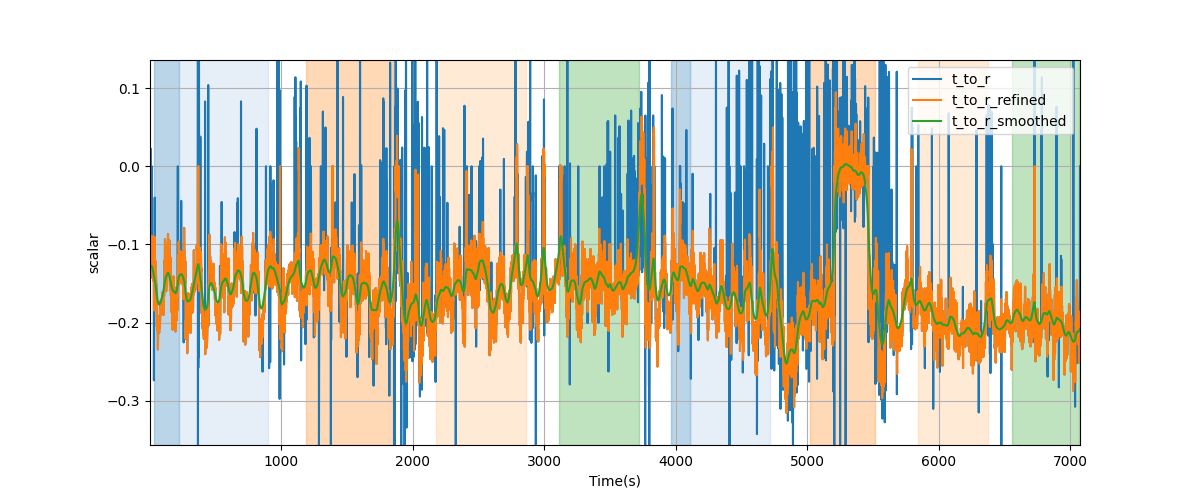 t_to_r
t_to_r_refined
t_to_r_smoothed
scalar
0.1
0.0
−0.1
−0.2
−0.3
1000 2000 3000 4000 5000 6000 7000
Time(s)